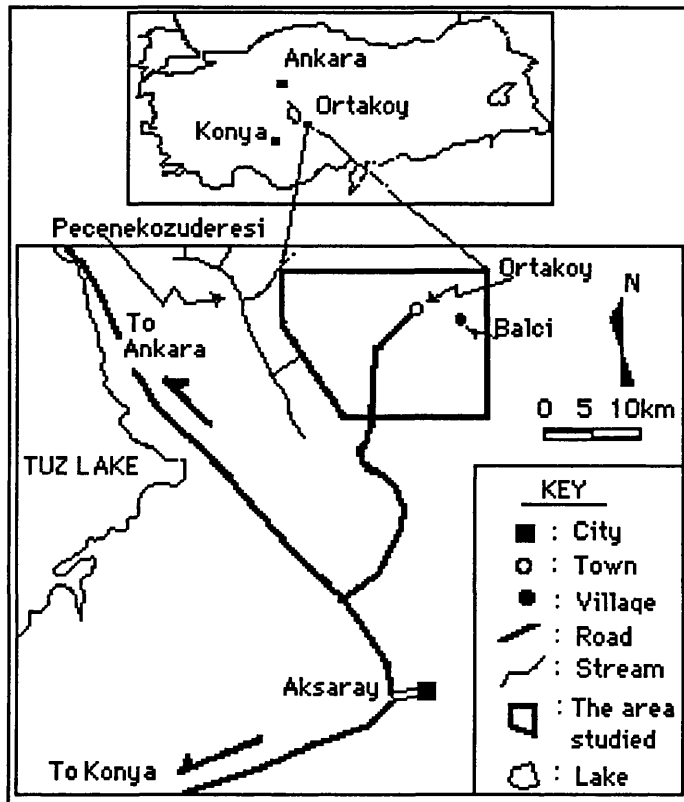 Ankara
Ortakoy
Konya
Pecenekozuderesi
Ortakoy
N
To
Ankara
Balci
0 5 10km
TUZ LAKE
KEY
: City
: Town
: Village
: Road
: Stream
: The area
studied
: Lake
Aksaray
To Konya